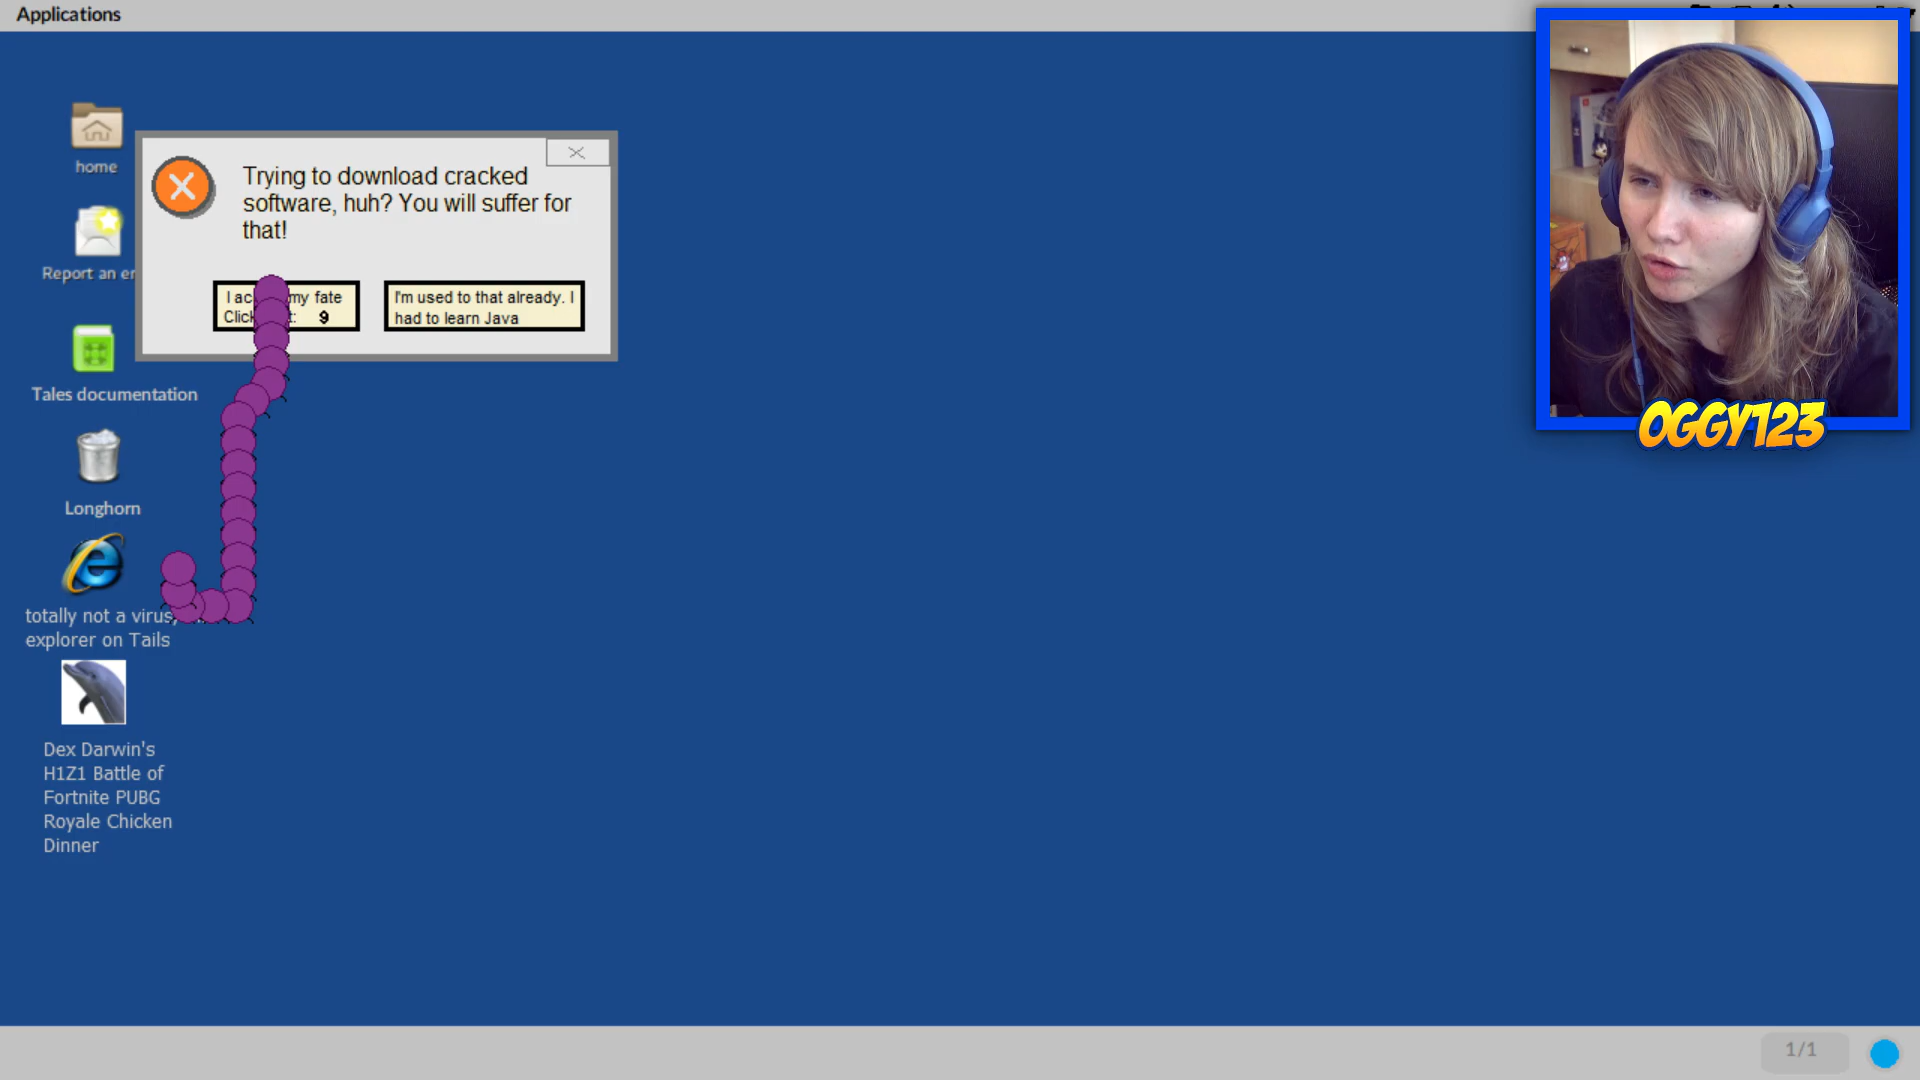 Applications
home
Trying to download cracked
software, huh? You will suffer for
that!
Report an er
I ac my fate
Click t: 9
I'm used to that already. I
had to learn Java
Tales documentation
Longhorn
totally not a virus,
explorer on Tails
Dex Darwin's
H1Z1 Battle of
Fortnite PUBG
Royale Chicken
Dinner
OGGY123
1/1